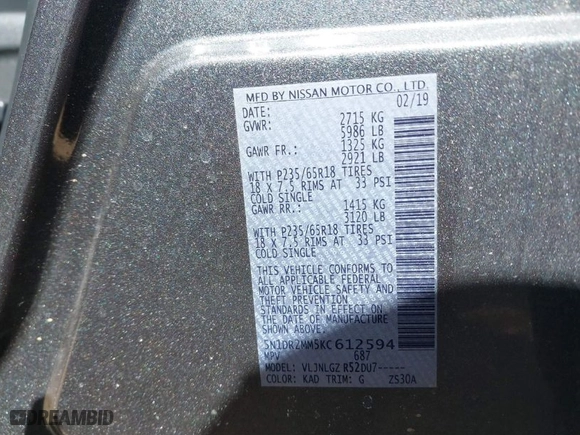 MFD BY NISSAN MOTOR CO., LTD.
DATE: 02/19
GVWR: 2715 KG
5986 LB
GAWR FR.: 1325 KG
2921 LB
WITH P235/65R18 TIRES
18 X 7.5 RIMS AT 33 PSI
COLD SINGLE
GAWR RR.: 1415 KG
3120 LB
WITH P235/65R18 TIRES
18 X 7.5 RIMS AT 33 PSI
COLD SINGLE
THIS VEHICLE CONFORMS TO
ALL APPLICABLE FEDERAL
MOTOR VEHICLE SAFETY AND
THEFT PREVENTION
STANDARDS IN EFFECT ON
THE DATE OF MANUFACTURE
SHOWN ABOVE.
5N1DR2MM5KC612594
MPV 687
MODEL: VLJNLGZ R52DU7-----
COLOR: KAD TRIM: G ZS30A
DREAMBID